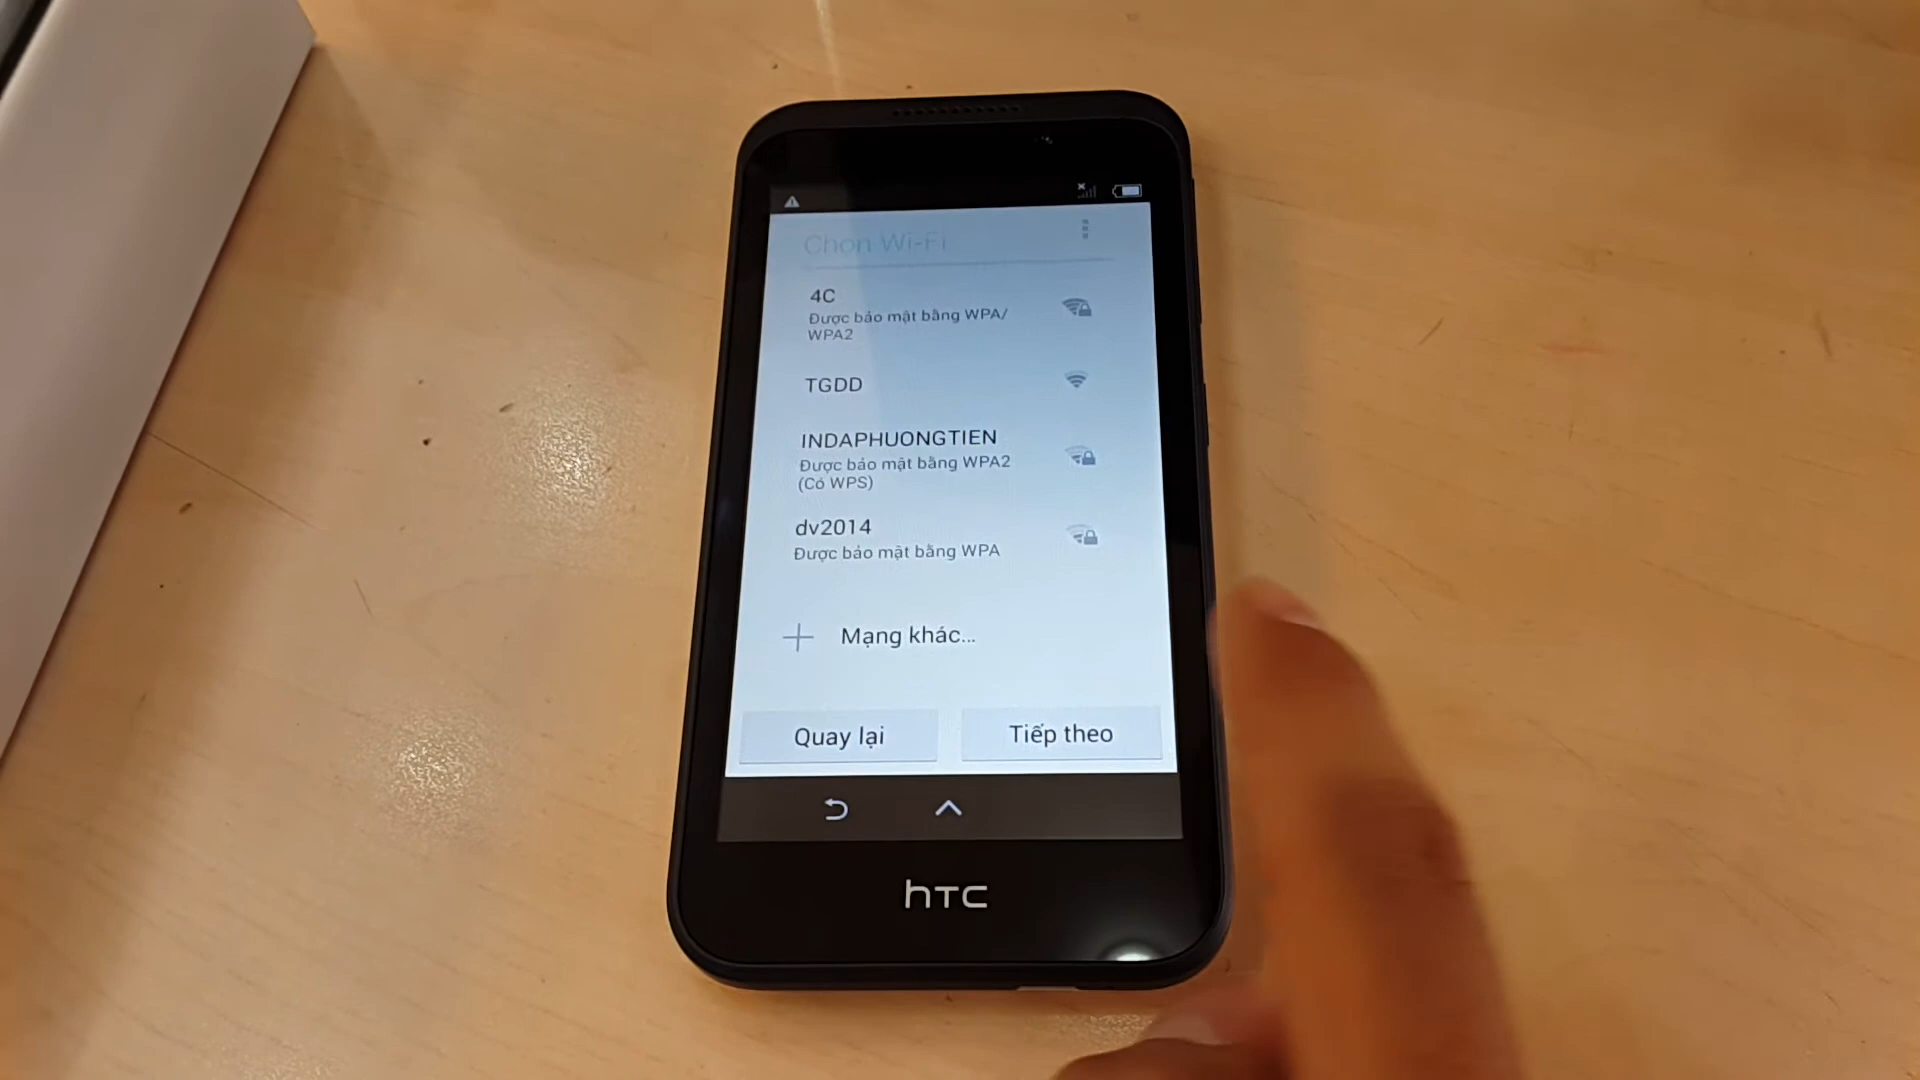 Chọn Wi-Fi
4C
Được bảo mật bằng WPA/
WPA2
TGDD
INDAPHUONGTIEN
Được bảo mật bằng WPA2
(Có WPS)
dv2014
Được bảo mật bằng WPA
Mạng khác...
Quay lại
Tiếp theo
hTC